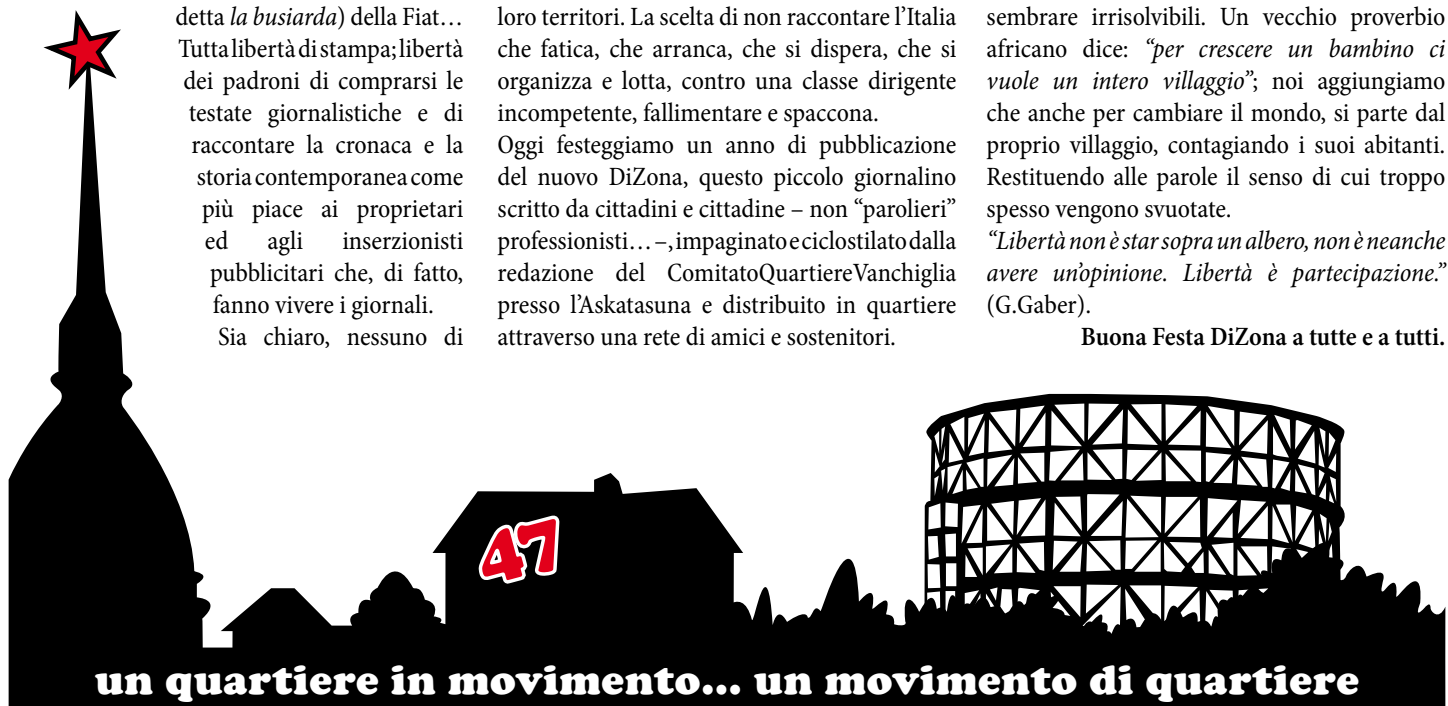 detta la busiarda) della Fiat…
Tutta libertà di stampa; libertà
dei padroni di comprarsi le
testate giornalistiche e di
raccontare la cronaca e la
storia contemporanea come
più piace ai proprietari
ed agli inserzionisti
pubblicitari che, di fatto,
fanno vivere i giornali.
Sia chiaro, nessuno di
loro territori. La scelta di non raccontare l’Italia
che fatica, che arranca, che si dispera, che si
organizza e lotta, contro una classe dirigente
incompetente, fallimentare e spaccona.
Oggi festeggiamo un anno di pubblicazione
del nuovo DiZona, questo piccolo giornalino
scritto da cittadini e cittadine – non “parolieri”
professionisti… –, impaginato e ciclostilato dalla
redazione del ComitatoQuartiereVanchiglia
presso l’Askatasuna e distribuito in quartiere
attraverso una rete di amici e sostenitori.
sembrare irrisolvibili. Un vecchio proverbio
africano dice: “per crescere un bambino ci
vuole un intero villaggio”; noi aggiungiamo
che anche per cambiare il mondo, si parte dal
proprio villaggio, contagiando i suoi abitanti.
Restituendo alle parole il senso di cui troppo
spesso vengono svuotate.
“Libertà non è star sopra un albero, non è neanche
avere un’opinione. Libertà è partecipazione.”
(G.Gaber).
Buona Festa DiZona a tutte e a tutti.
47
un quartiere in movimento... un movimento di quartiere